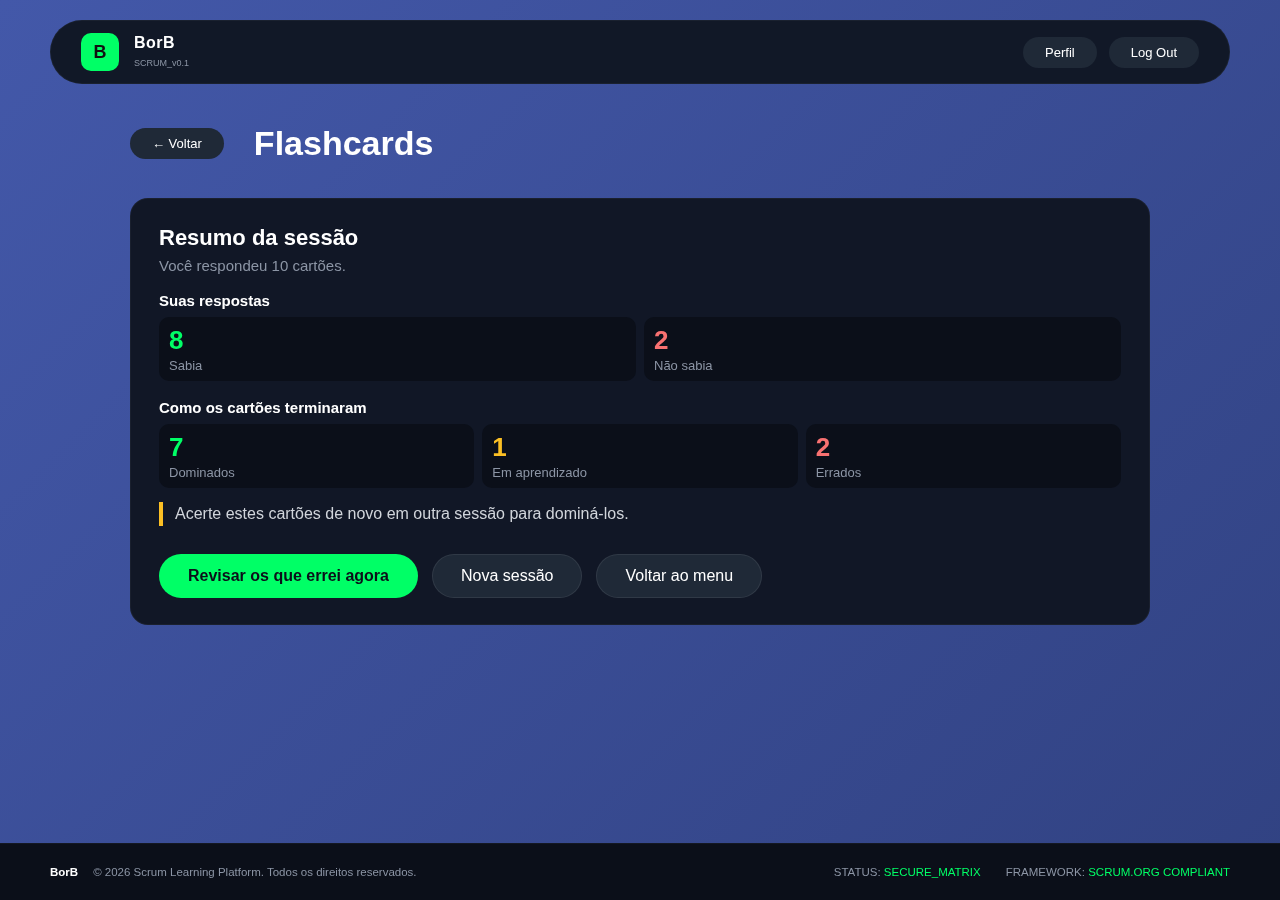 B
BorB
SCRUM_v0.1
Perfil
Log Out
← Voltar
Flashcards
Resumo da sessão
Você respondeu 10 cartões.
Suas respostas
8
Sabia
2
Não sabia
Como os cartões terminaram
7
Dominados
1
Em aprendizado
2
Errados
Acerte estes cartões de novo em outra sessão para dominá-los.
Revisar os que errei agora
Nova sessão
Voltar ao menu
BorB © 2026 Scrum Learning Platform. Todos os direitos reservados.
STATUS: SECURE_MATRIX FRAMEWORK: SCRUM.ORG COMPLIANT